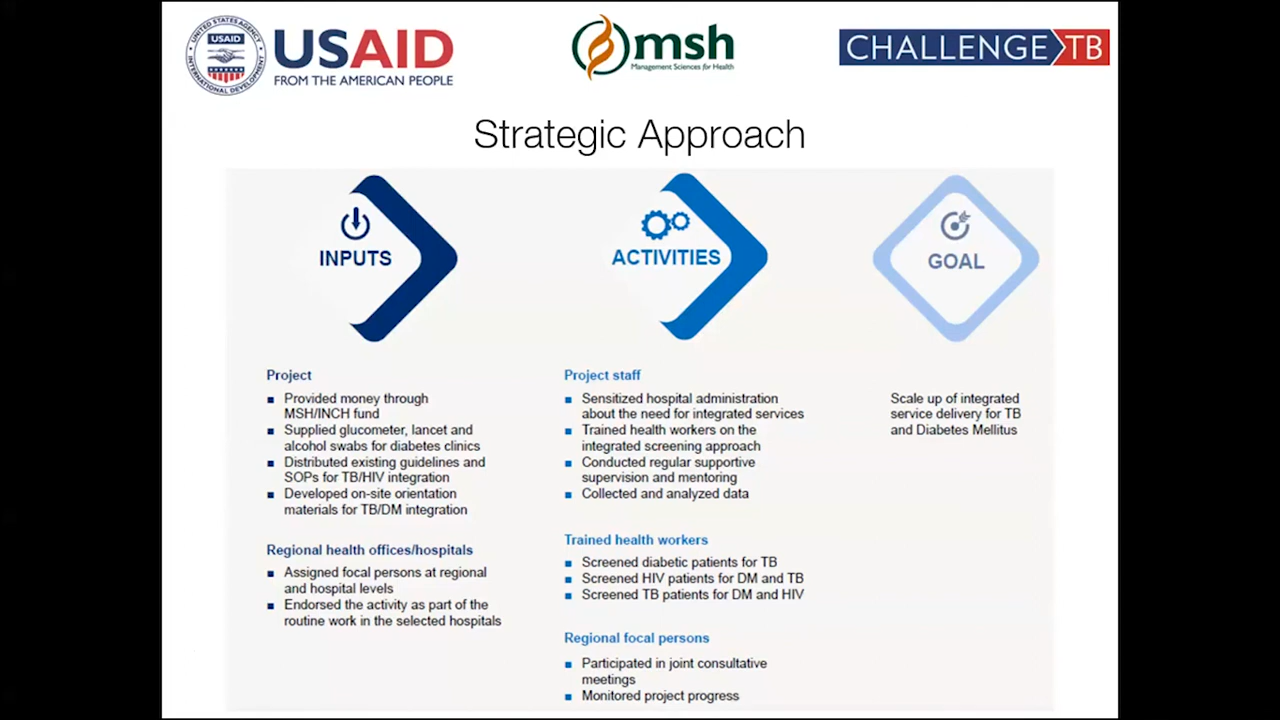 UNITED STATES AGENCY
USAID
INTERNATIONAL DEVELOPMENT
USAID
FROM THE AMERICAN PEOPLE
msh
Management Sciences for Health
CHALLENGE TB
Strategic Approach
INPUTS
Project
Provided money through
MSH/INCH fund
Supplied glucometer, lancet and
alcohol swabs for diabetes clinics
Distributed existing guidelines and
SOPs for TB/HIV integration
Developed on-site orientation
materials for TB/DM integration
Regional health offices/hospitals
Assigned focal persons at regional
and hospital levels
Endorsed the activity as part of the
routine work in the selected hospitals
ACTIVITIES
Project staff
Sensitized hospital administration
about the need for integrated services
Trained health workers on the
integrated screening approach
Conducted regular supportive
supervision and mentoring
Collected and analyzed data
Trained health workers
Screened diabetic patients for TB
Screened HIV patients for DM and TB
Screened TB patients for DM and HIV
Regional focal persons
Participated in joint consultative
meetings
Monitored project progress
GOAL
Scale up of integrated
service delivery for TB
and Diabetes Mellitus